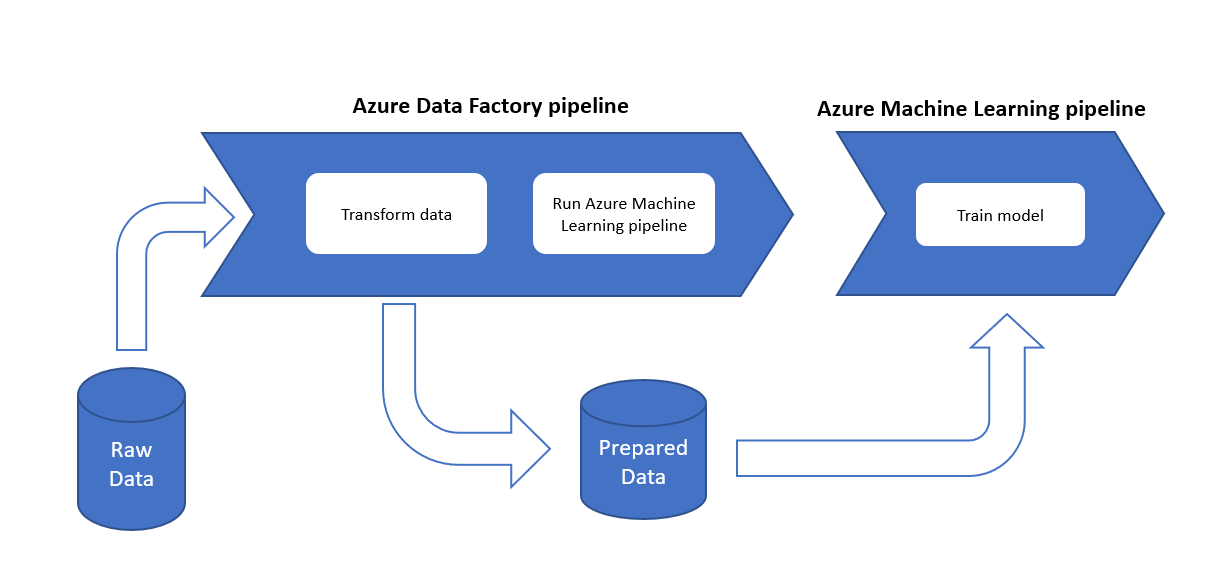 Azure Data Factory pipeline
Azure Machine Learning pipeline
Transform data
Run Azure Machine
Learning pipeline
Train model
Raw
Data
Prepared
Data